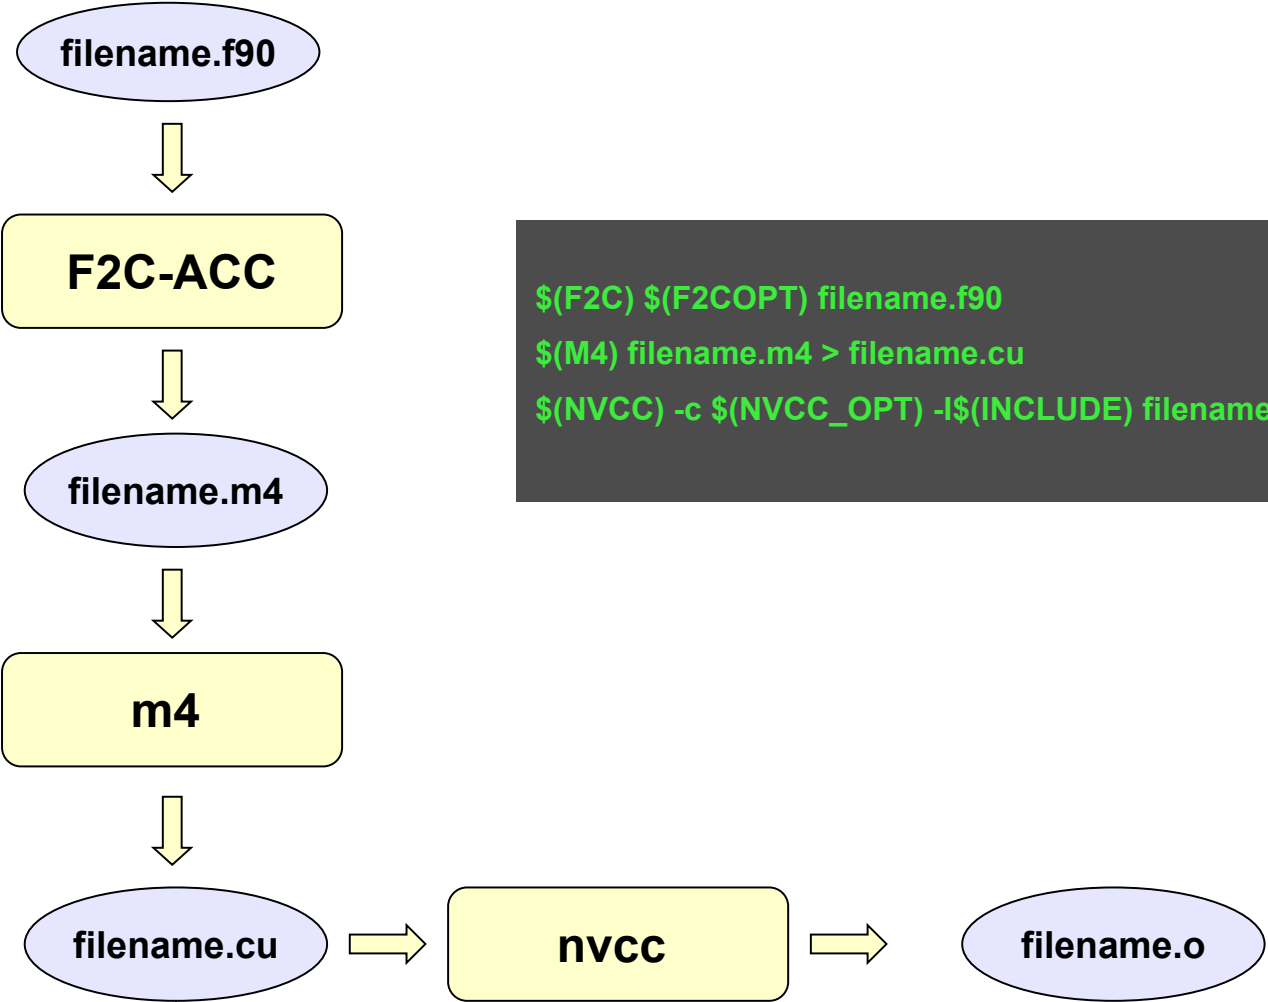 filename.f90
F2C-ACC
$(F2C) $(F2COPT) filename.f90
$(M4) filename.m4 > filename.cu
$(NVCC) -c $(NVCC_OPT) -I$(INCLUDE) filename
filename.m4
m4
filename.cu
nvcc
filename.o